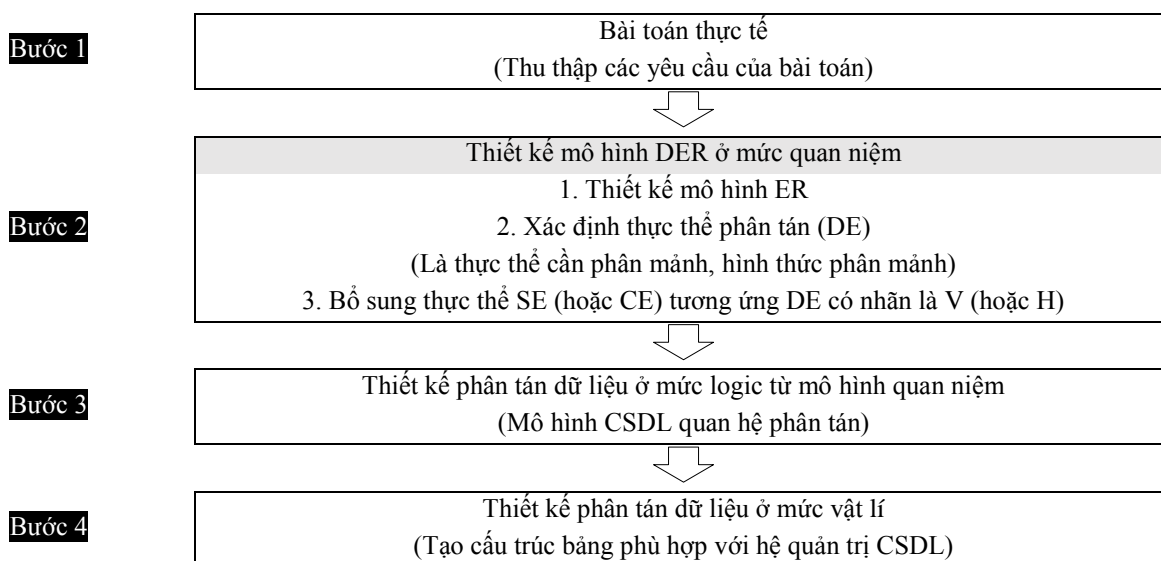 Bước 1
Bài toán thực tế
(Thu thập các yêu cầu của bài toán)
Bước 2
Thiết kế mô hình DER ở mức quan niệm
1. Thiết kế mô hình ER
2. Xác định thực thể phân tán (DE)
(Là thực thể cần phân mảnh, hình thức phân mảnh)
3. Bổ sung thực thể SE (hoặc CE) tương ứng DE có nhãn là V (hoặc H)
Bước 3
Thiết kế phân tán dữ liệu ở mức logic từ mô hình quan niệm
(Mô hình CSDL quan hệ phân tán)
Bước 4
Thiết kế phân tán dữ liệu ở mức vật lí
(Tạo cấu trúc bảng phù hợp với hệ quản trị CSDL)